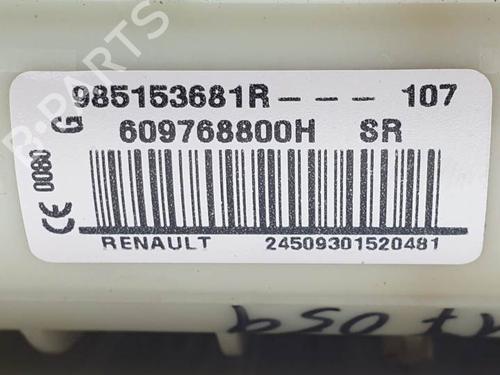 B-PARTS
985153681R - - - 107
G
609768800H SR
CE 0080
RENAULT 24509301520481